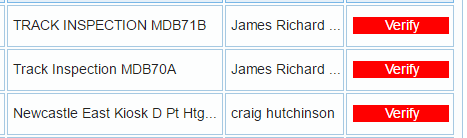 TRACK INSPECTION MDB71B James Richard ... Verify
Track Inspection MDB70A James Richard ... Verify
Newcastle East Kiosk D Pt Htg... craig hutchinson Verify